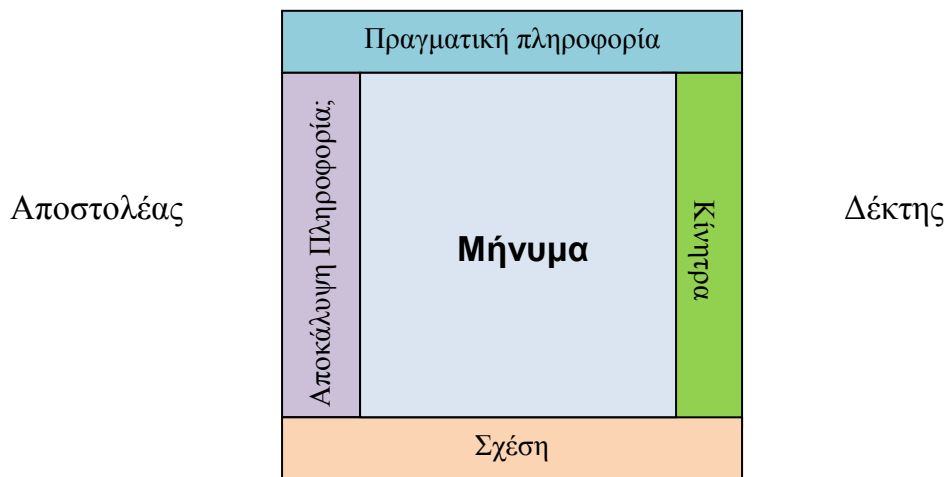 Πραγματική πληροφορία
Αποστολέας
Αποκάλυψη Πληροφορία;
Μήνυμα
Κίνητρα
Δέκτης
Σχέση